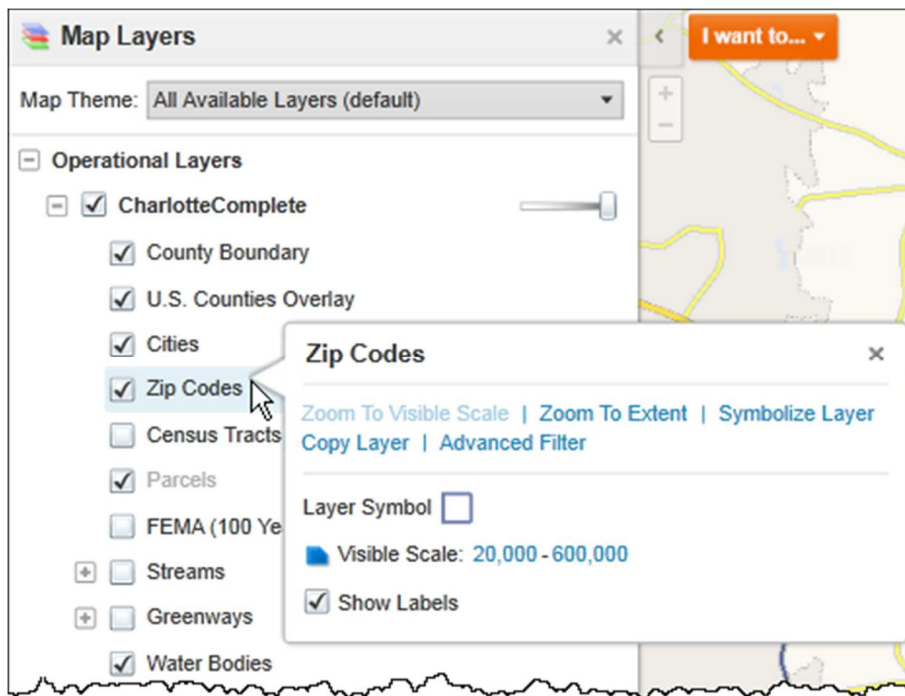 Map Layers
I want to...
Map Theme: All Available Layers (default)
Operational Layers
CharlotteComplete
County Boundary
U.S. Counties Overlay
Cities
Zip Codes
Census Tracts
Parcels
FEMA (100 Ye
Streams
Greenways
Water Bodies
Zip Codes
Zoom To Visible Scale | Zoom To Extent | Symbolize Layer
Copy Layer | Advanced Filter
Layer Symbol
Visible Scale: 20,000 - 600,000
Show Labels